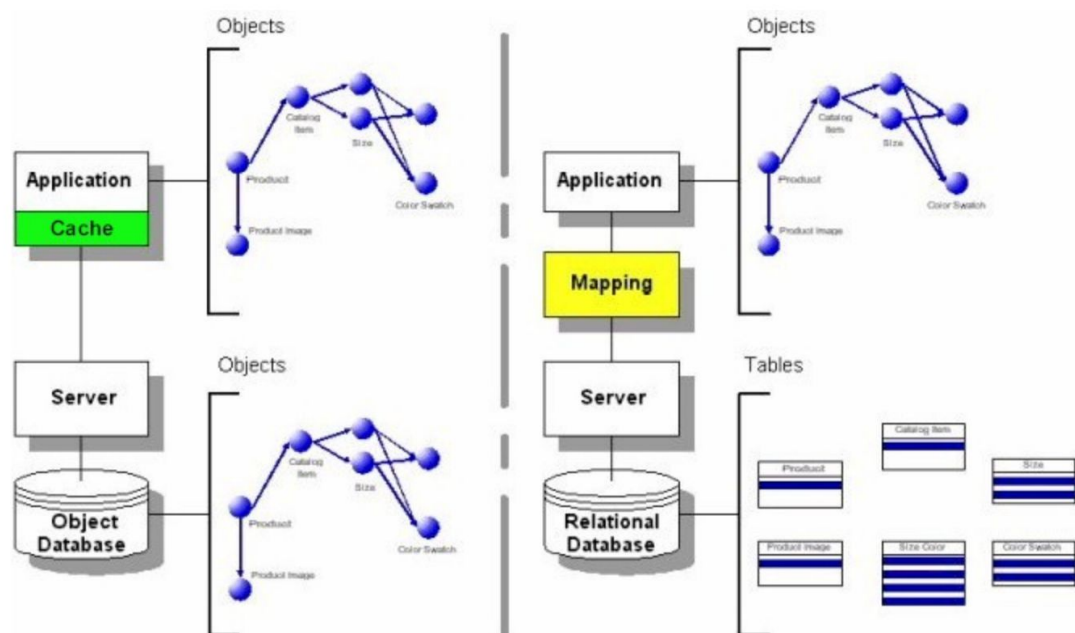 Objects
Catalog
Item
Size
Application
Cache
Product
Color Swatch
Product Image
Objects
Server
Catalog
Item
Size
Object
Database
Product
Color Swatch
Product Image
Objects
Catalog
Item
Size
Application
Product
Color Swatch
Product Image
Mapping
Tables
Server
Catalog Item
Product
Size
Relational
Database
Product Image
Size Color
Color Swatch